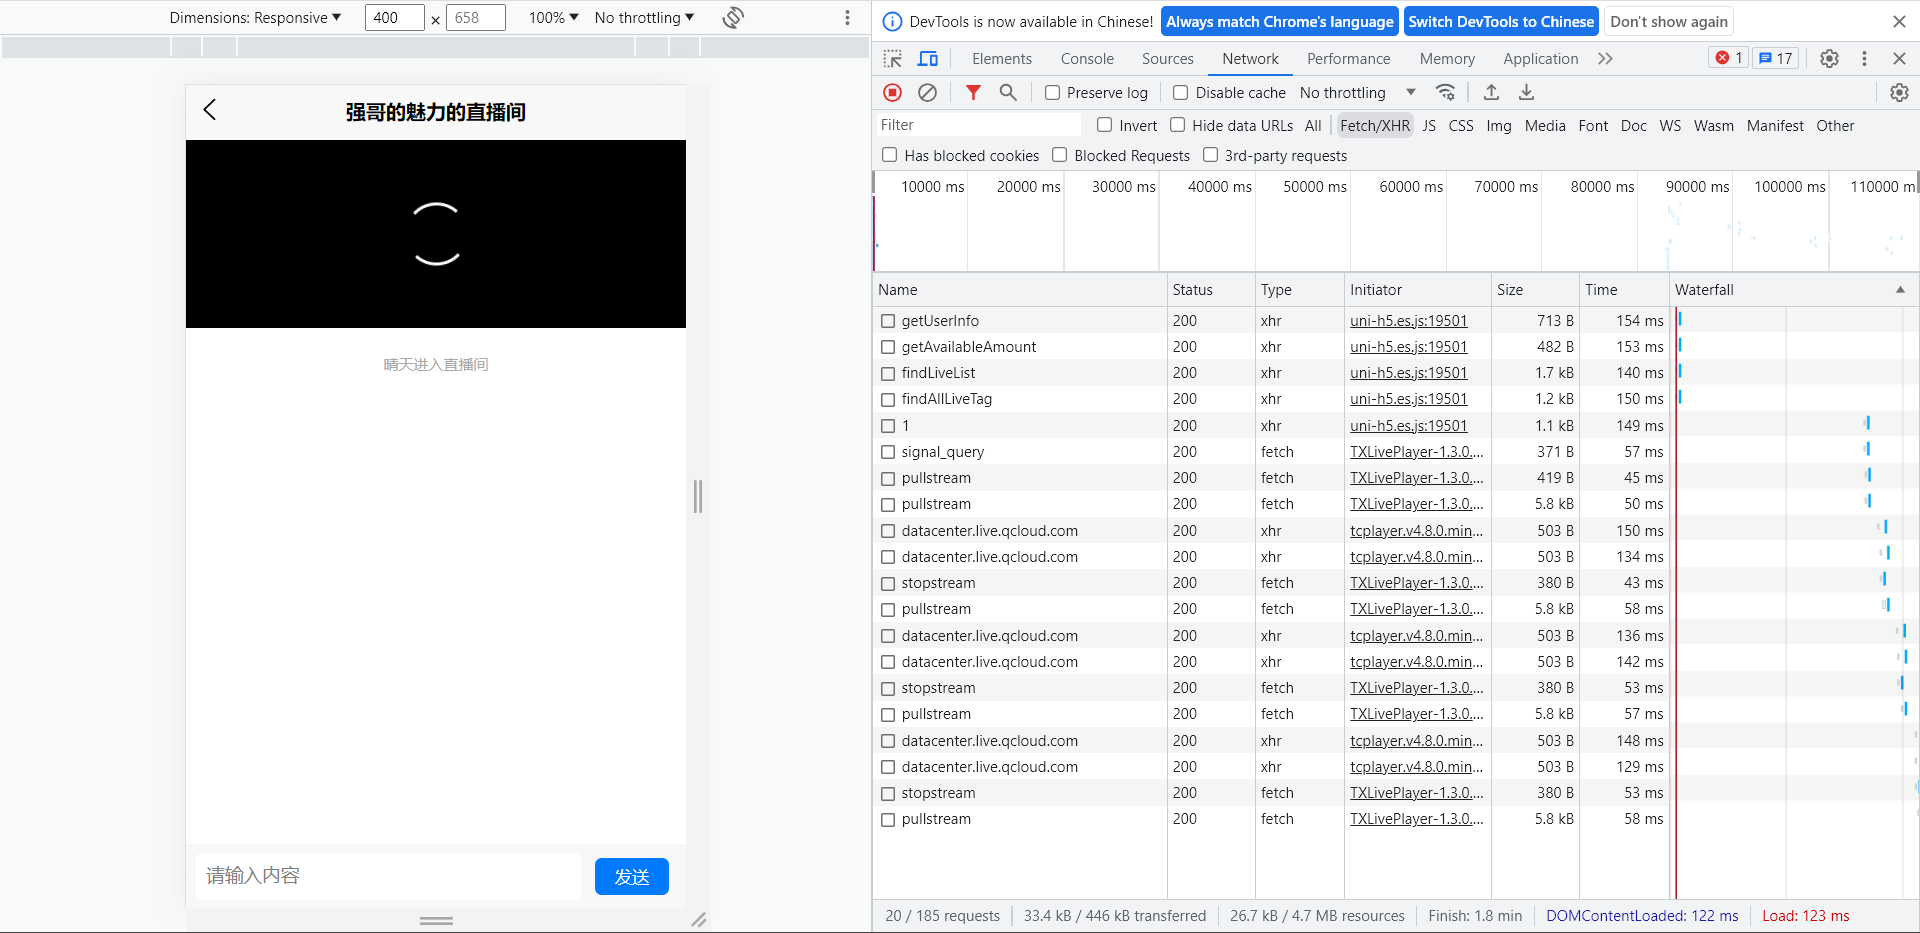 Dimensions: Responsive ▼ 400 × 658 100% ▼ No throttling ▼
强哥的魅力的直播间
晴天进入直播间
请输入内容
发送
DevTools is now available in Chinese! Always match Chrome's language Switch DevTools to Chinese Don't show again
Elements Console Sources Network Performance Memory Application 1 17
Preserve log Disable cache No throttling
Filter Invert Hide data URLs All Fetch/XHR JS CSS Img Media Font Doc WS Wasm Manifest Other
Has blocked cookies Blocked Requests 3rd-party requests
10000 ms 20000 ms 30000 ms 40000 ms 50000 ms 60000 ms 70000 ms 80000 ms 90000 ms 100000 ms 110000 m
Name Status Type Initiator Size Time Waterfall
getUserInfo 200 xhr uni-h5.es.js:19501 713 B 154 ms
getAvailableAmount 200 xhr uni-h5.es.js:19501 482 B 153 ms
findLiveList 200 xhr uni-h5.es.js:19501 1.7 kB 140 ms
findAllLiveTag 200 xhr uni-h5.es.js:19501 1.2 kB 150 ms
1 200 xhr uni-h5.es.js:19501 1.1 kB 149 ms
signal_query 200 fetch TXLivePlayer-1.3.0.... 371 B 57 ms
pullstream 200 fetch TXLivePlayer-1.3.0.... 419 B 45 ms
pullstream 200 fetch TXLivePlayer-1.3.0.... 5.8 kB 50 ms
datacenter.live.qcloud.com 200 xhr tcplayer.v4.8.0.min... 503 B 150 ms
datacenter.live.qcloud.com 200 xhr tcplayer.v4.8.0.min... 503 B 134 ms
stopstream 200 fetch TXLivePlayer-1.3.0.... 380 B 43 ms
pullstream 200 fetch TXLivePlayer-1.3.0.... 5.8 kB 58 ms
datacenter.live.qcloud.com 200 xhr tcplayer.v4.8.0.min... 503 B 136 ms
datacenter.live.qcloud.com 200 xhr tcplayer.v4.8.0.min... 503 B 142 ms
stopstream 200 fetch TXLivePlayer-1.3.0.... 380 B 53 ms
pullstream 200 fetch TXLivePlayer-1.3.0.... 5.8 kB 57 ms
datacenter.live.qcloud.com 200 xhr tcplayer.v4.8.0.min... 503 B 148 ms
datacenter.live.qcloud.com 200 xhr tcplayer.v4.8.0.min... 503 B 129 ms
stopstream 200 fetch TXLivePlayer-1.3.0.... 380 B 53 ms
pullstream 200 fetch TXLivePlayer-1.3.0.... 5.8 kB 58 ms
20 / 185 requests 33.4 kB / 446 kB transferred 26.7 kB / 4.7 MB resources Finish: 1.8 min DOMContentLoaded: 122 ms Load: 123 ms